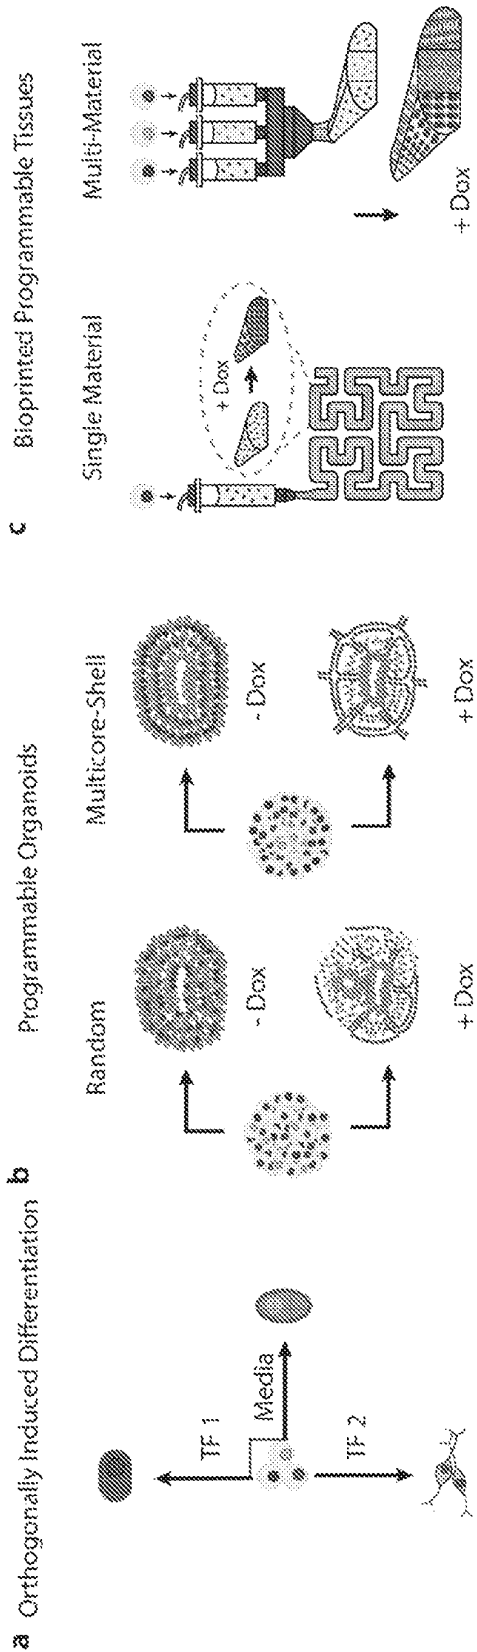 a Orthogonally Induced Differentiation
TF 1
Media
TF 2
b
Programmable Organoids
Random
- Dox
+ Dox
Multicore-Shell
- Dox
+ Dox
c
Bioprinted Programmable Tissues
Single Material
+ Dox
Multi-Material
+ Dox